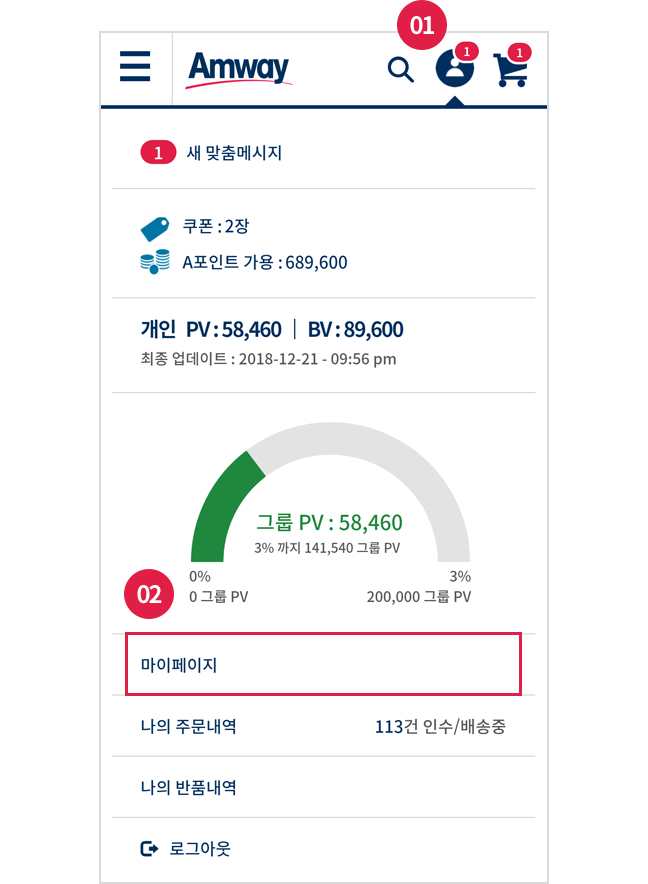 01
Amway
1
1
1 새 맞춤메시지
쿠폰 : 2장
A포인트 가용 : 689,600
개인 PV : 58,460 | BV : 89,600
최종 업데이트 : 2018-12-21 - 09:56 pm
그룹 PV : 58,460
3% 까지 141,540 그룹 PV
0% 3%
0 그룹 PV 200,000 그룹 PV
02
마이페이지
나의 주문내역 113건 인수/배송중
나의 반품내역
로그아웃